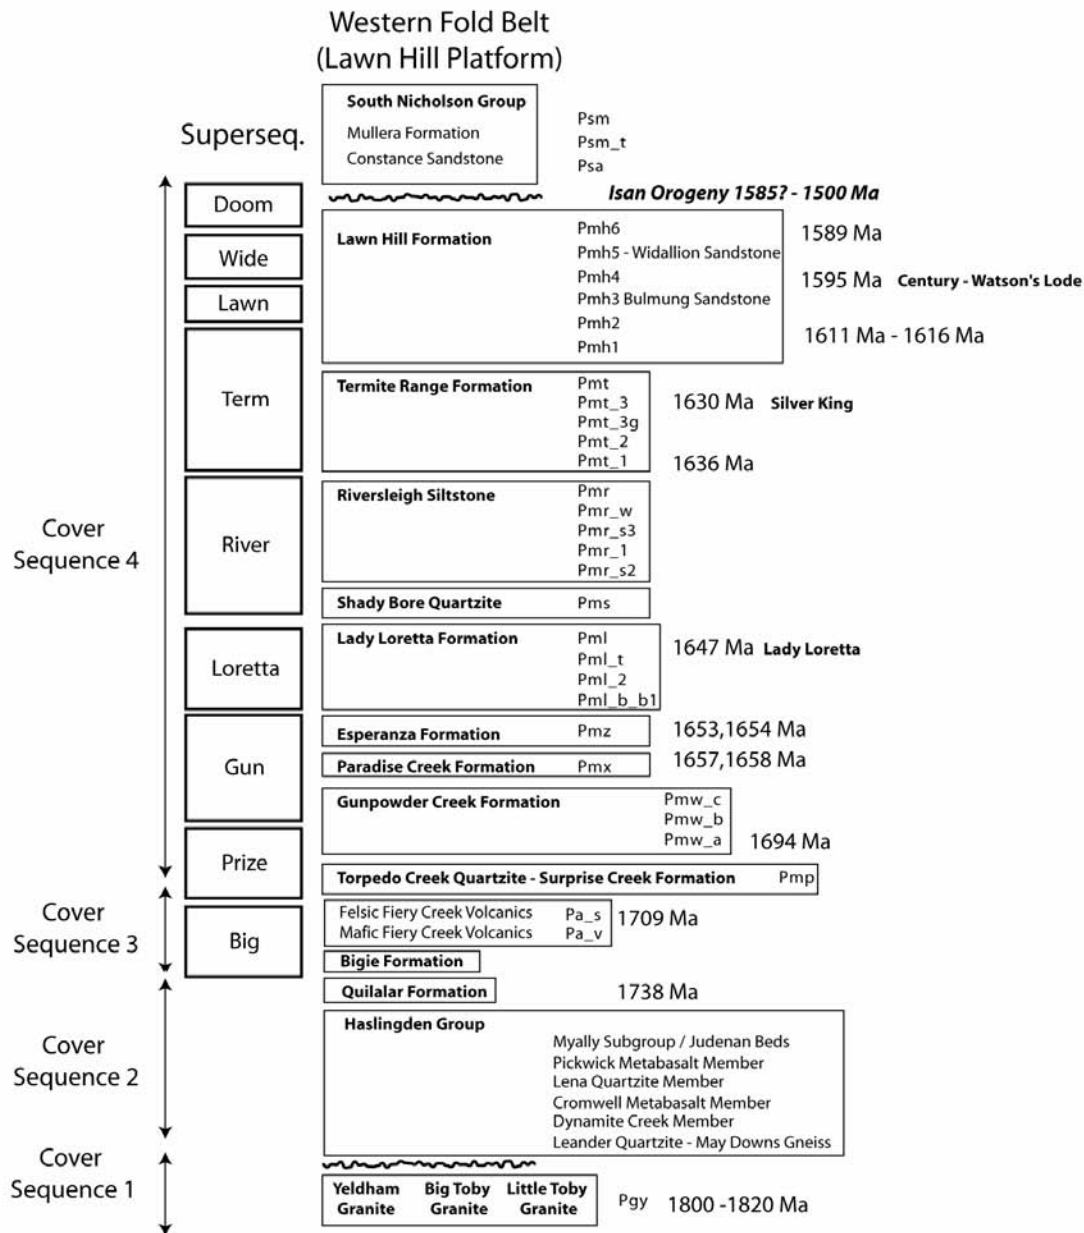 Western Fold Belt
(Lawn Hill Platform)
Superseq.
South Nicholson Group
Mullera Formation
Constance Sandstone
Psm
Psm_t
Psa
Isan Orogeny 1585? - 1500 Ma
Doom
Wide
Lawn
Lawn Hill Formation
Pmh6
Pmh5 - Widallion Sandstone
Pmh4
Pmh3 Bulmung Sandstone
Pmh2
Pmh1
1589 Ma
1595 Ma Century - Watson's Lode
1611 Ma - 1616 Ma
Term
Termite Range Formation
Pmt
Pmt_3
Pmt_3g
Pmt_2
Pmt_1
1630 Ma Silver King
1636 Ma
Cover
Sequence 4
River
Riversleigh Siltstone
Pmr
Pmr_w
Pmr_s3
Pmr_1
Pmr_s2
Shady Bore Quartzite Pms
Loretta
Lady Loretta Formation
Pml
Pml_t
Pml_2
Pml_b_b1
1647 Ma Lady Loretta
Gun
Esperanza Formation Pmz
1653,1654 Ma
Paradise Creek Formation Pmx
1657,1658 Ma
Gunpowder Creek Formation
Pmw_c
Pmw_b
Pmw_a
1694 Ma
Prize
Torpedo Creek Quartzite - Surprise Creek Formation Pmp
Cover
Sequence 3
Big
Felsic Fiery Creek Volcanics Pa_s
Mafic Fiery Creek Volcanics Pa_v
1709 Ma
Bigie Formation
Quilalar Formation
1738 Ma
Cover
Sequence 2
Haslingden Group
Myally Subgroup / Judenan Beds
Pickwick Metabasalt Member
Lena Quartzite Member
Cromwell Metabasalt Member
Dynamite Creek Member
Leander Quartzite - May Downs Gneiss
Cover
Sequence 1
Yeldham
Granite
Big Toby
Granite
Little Toby
Granite
Pgy
1800 -1820 Ma